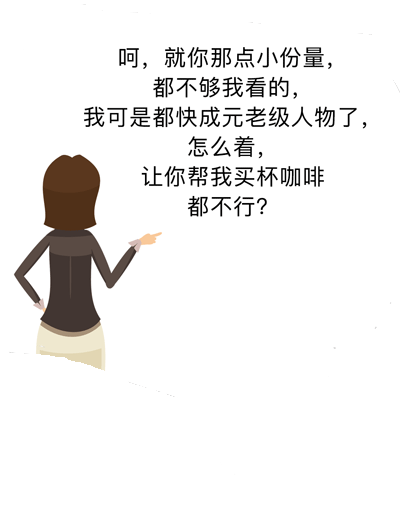 呵，就你那点小份量，
都不够我看的，
我可是都快成元老级人物了，
怎么着，
让你帮我买杯咖啡
都不行？